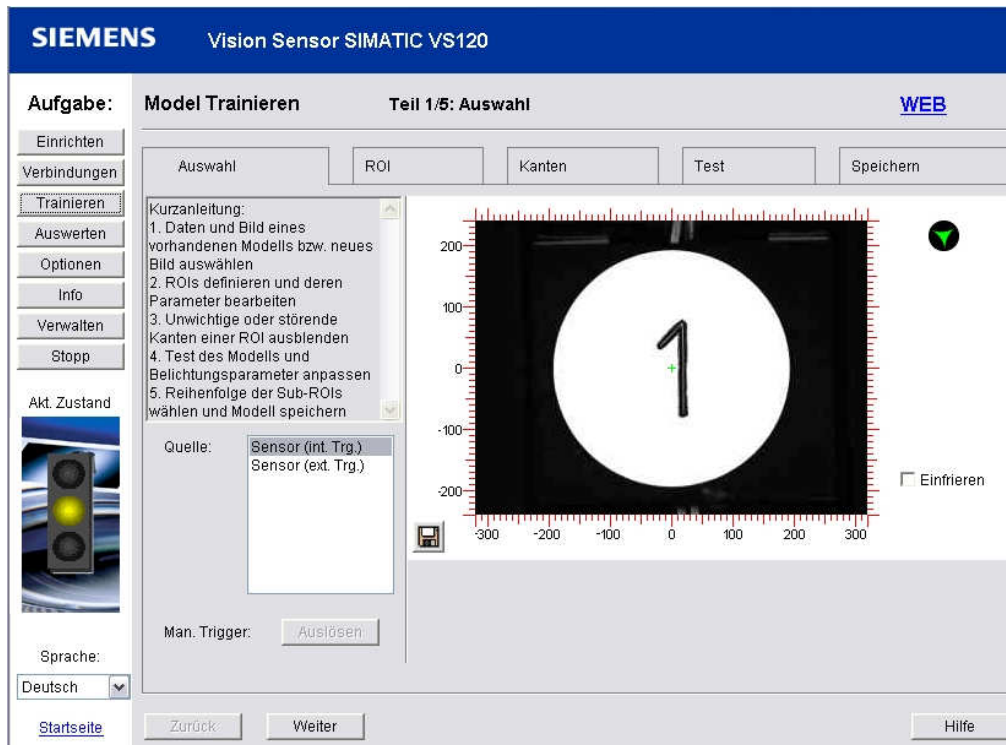 SIEMENS
Vision Sensor SIMATIC VS120
Aufgabe:
Einrichten
Verbindungen
Trainieren
Auswerten
Optionen
Info
Verwalten
Stopp
Akt. Zustand
Sprache:
Deutsch
Startseite
Model Trainieren
Teil 1/5: Auswahl
WEB
Auswahl
ROI
Kanten
Test
Speichern
Kurzanleitung:
1. Daten und Bild eines
vorhandenen Modells bzw. neues
Bild auswählen
2. ROIs definieren und deren
Parameter bearbeiten
3. Unwichtige oder störende
Kanten einer ROI ausblenden
4. Test des Modells und
Belichtungsparameter anpassen
5. Reihenfolge der Sub-ROIs
wählen und Modell speichern
Quelle:
Sensor (int. Trg.)
Sensor (ext. Trg.)
Man. Trigger:
Auslösen
200
100
0
-100
-200
1
-300 -200 -100 0 100 200 300
Einfrieren
Zurück
Weiter
Hilfe